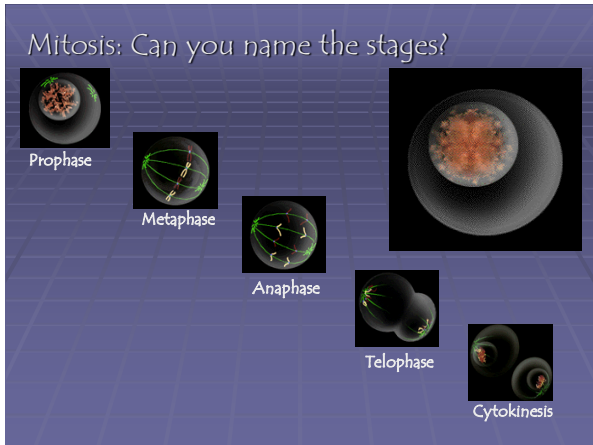 Mitosis: Can you name the stages?
Prophase
Metaphase
Anaphase
Telophase
Cytokinesis